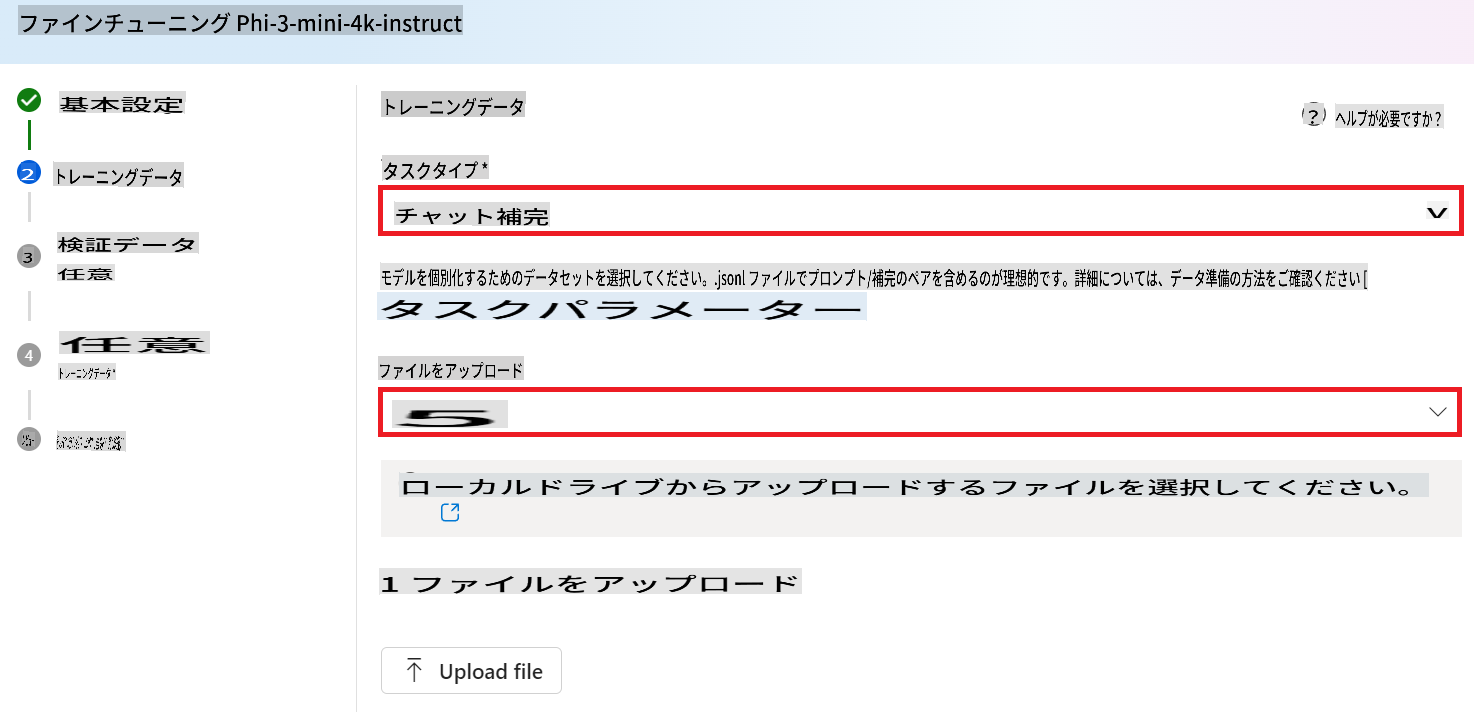 ファインチューニング Phi-3-mini-4k-instruct
基本設定
2
トレーニングデータ
3
検証データ
任意
4
任意
トレーニングデータ*
トレーニングデータ
? ヘルプが必要ですか？
タスクタイプ *
チャット補完
モデルを個別化するためのデータセットを選択してください。.jsonl ファイルでプロンプト/補完のペアを含めるのが理想的です。詳細については、データ準備の方法をご確認ください [
タスクパラメーター
ファイルをアップロード
5
ローカルドライブからアップロードするファイルを選択してください。
1 ファイルをアップロード
Upload file